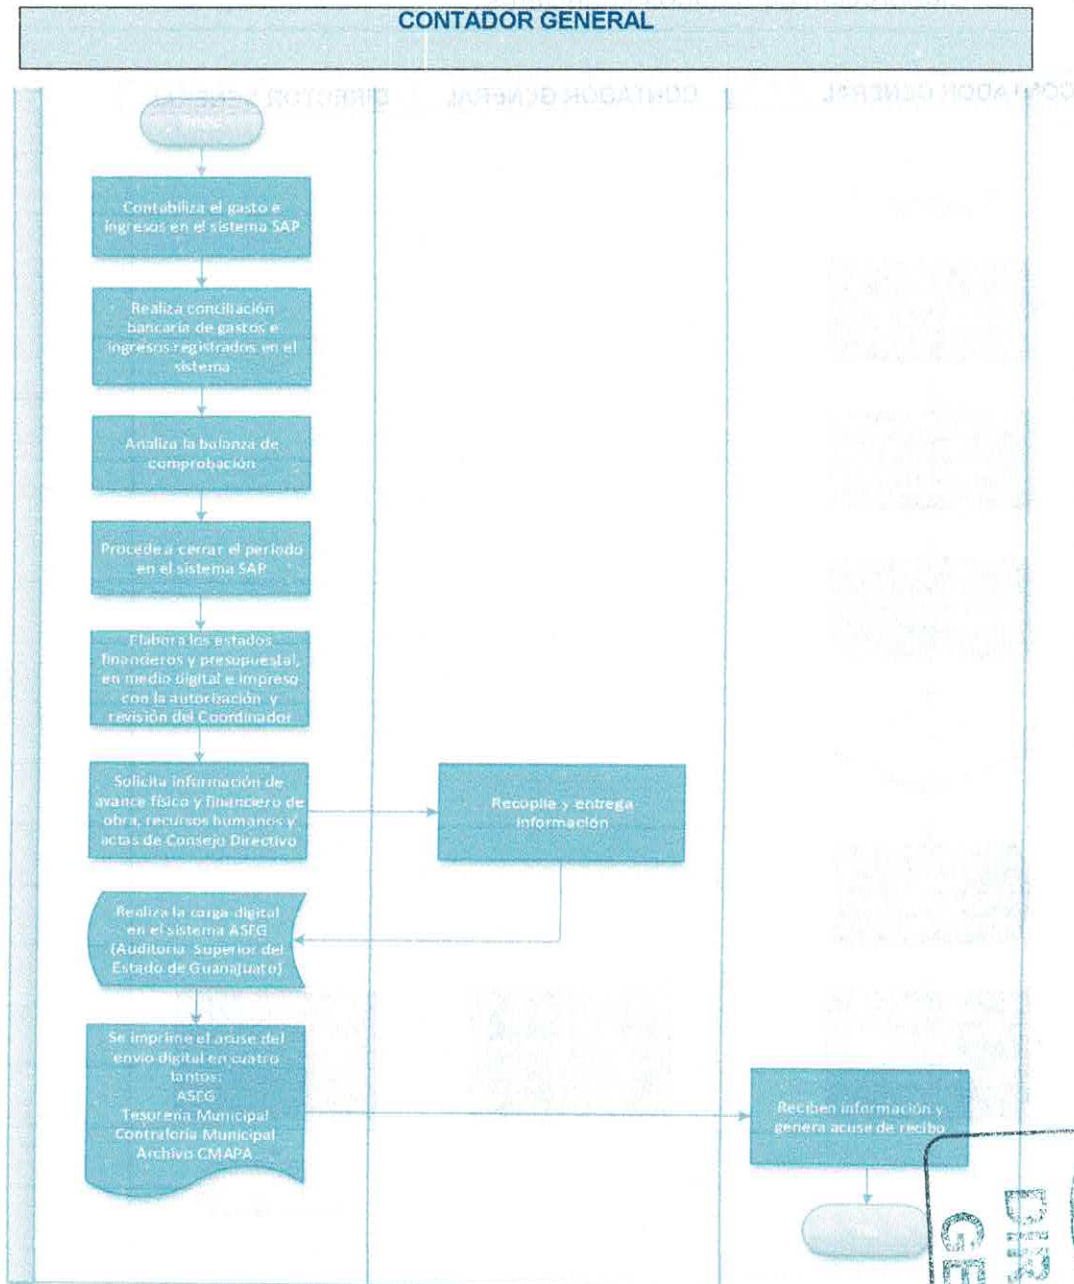 CONTADOR GENERAL
Contabiliza el gasto e
ingresos en el sistema SAP
Realiza conciliación
bancaria de gastos e
ingresos registrados en el
sistema
Analiza la balanza de
comprobación
Procede a cerrar el periodo
en el sistema SAP
Elabora los estados
financieros y presupuestal,
en medio digital e impreso
con la autorización y
revisión del Coordinador
Solicita información de
avance físico y financiero de
obra, recursos humanos y
actas de Consejo Directivo
Recopila y entrega
información
Realiza la carga digital
en el sistema ASEG
(Auditoria Superior del
Estado de Guanajuato)
Se imprime el acuse del
envío digital en cuatro
tantos:
ASEG
Tesorería Municipal
Contraloría Municipal
Archivo CMAPA
Reciben información y
genera acuse de recibo
DIR
GE